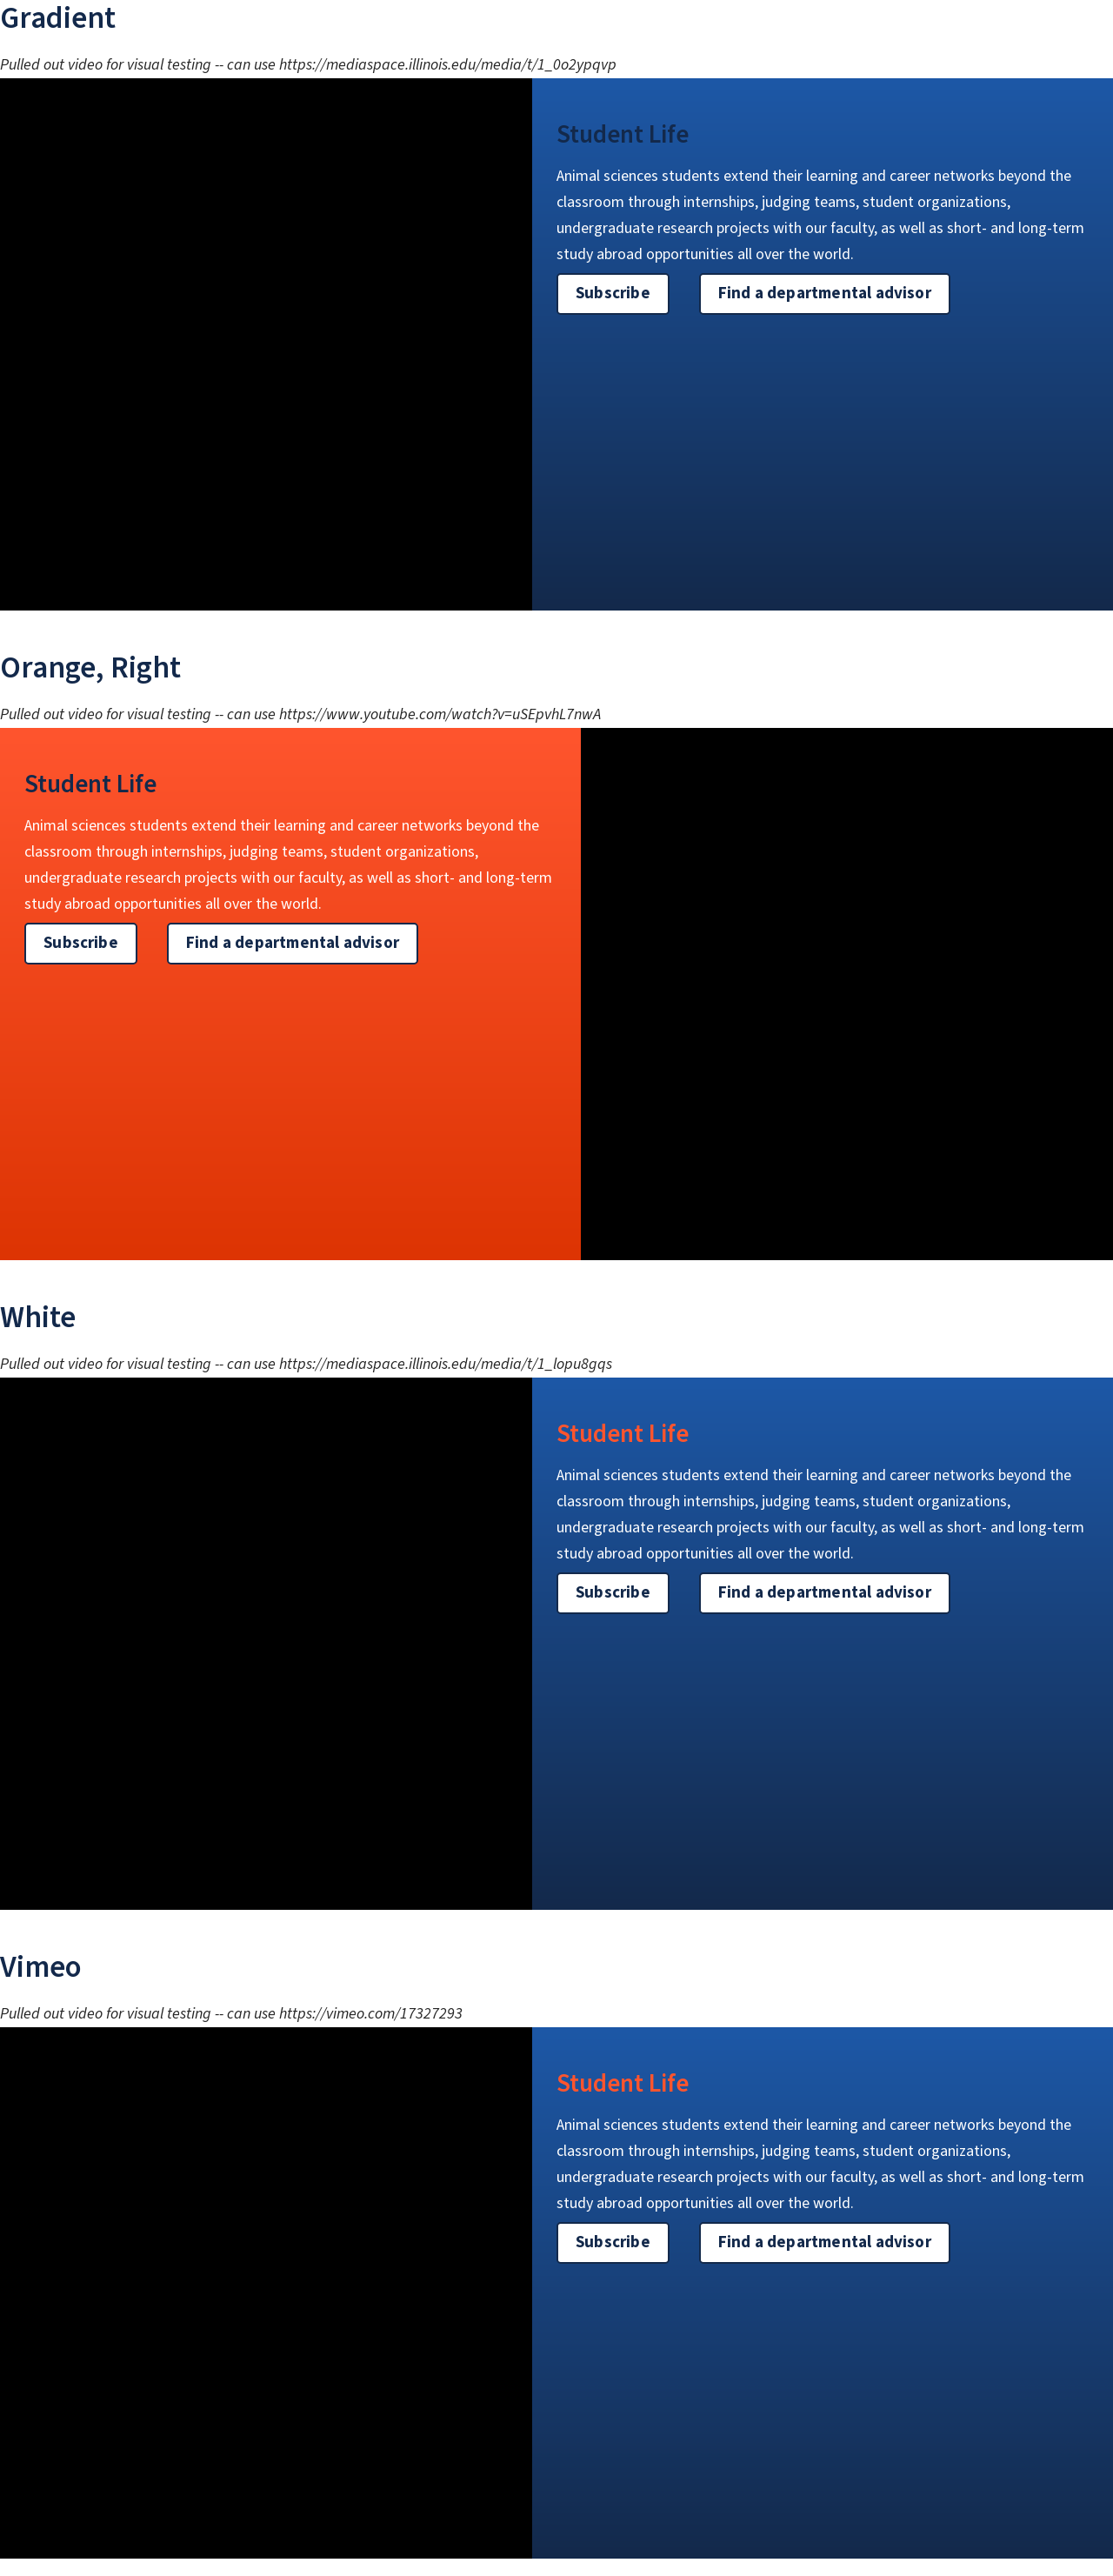 Gradient
Pulled out video for visual testing -- can use https://mediaspace.illinois.edu/media/t/1_0o2ypqvp
Student Life
Animal sciences students extend their learning and career networks beyond the
classroom through internships, judging teams, student organizations,
undergraduate research projects with our faculty, as well as short- and long-term
study abroad opportunities all over the world.
Subscribe
Find a departmental advisor
Orange, Right
Pulled out video for visual testing -- can use https://www.youtube.com/watch?v=uSEpvhL7nwA
Student Life
Animal sciences students extend their learning and career networks beyond the
classroom through internships, judging teams, student organizations,
undergraduate research projects with our faculty, as well as short- and long-term
study abroad opportunities all over the world.
Subscribe
Find a departmental advisor
White
Pulled out video for visual testing -- can use https://mediaspace.illinois.edu/media/t/1_lopu8gqs
Student Life
Animal sciences students extend their learning and career networks beyond the
classroom through internships, judging teams, student organizations,
undergraduate research projects with our faculty, as well as short- and long-term
study abroad opportunities all over the world.
Subscribe
Find a departmental advisor
Vimeo
Pulled out video for visual testing -- can use https://vimeo.com/17327293
Student Life
Animal sciences students extend their learning and career networks beyond the
classroom through internships, judging teams, student organizations,
undergraduate research projects with our faculty, as well as short- and long-term
study abroad opportunities all over the world.
Subscribe
Find a departmental advisor